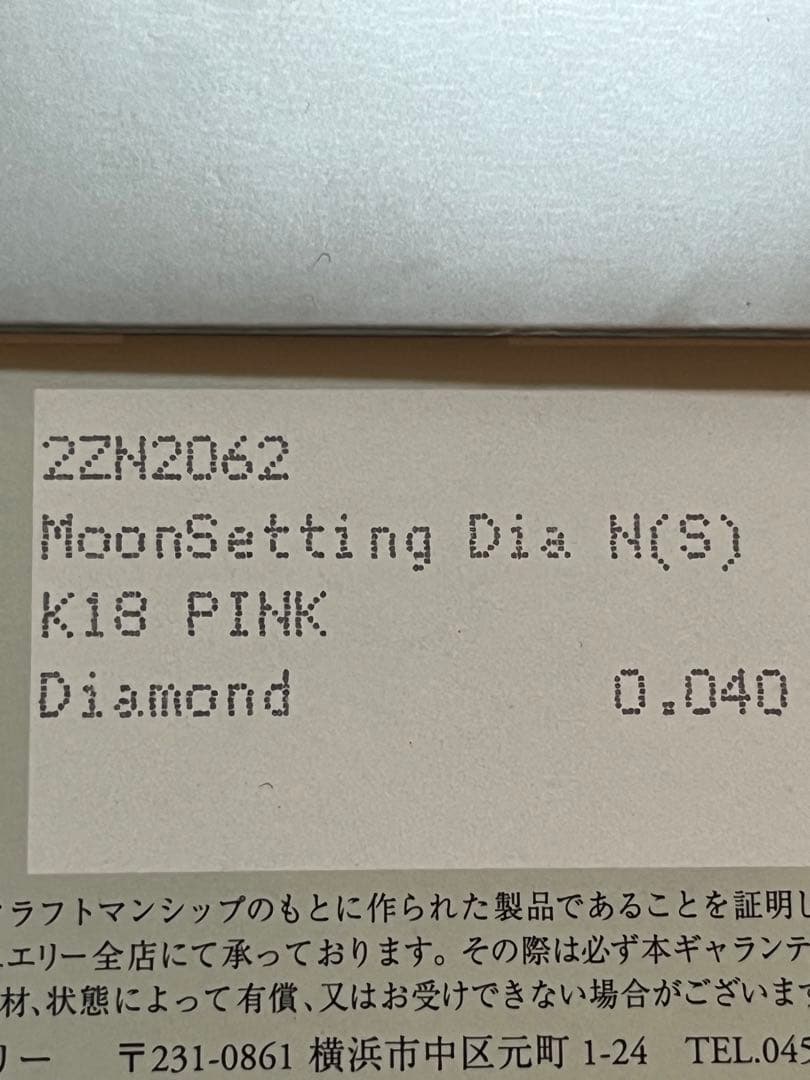 2ZN2062
MoonSetting Dia N(S)
K18 PINK
Diamond 0.040
クラフトマンシップのもとに作られた製品であることを証明し
ュエリー全店にて承っております。その際は必ず本ギャランテ
材、状態によって有償、又はお受けできない場合がございます
リー 〒231-0861 横浜市中区元町 1-24 TEL.045